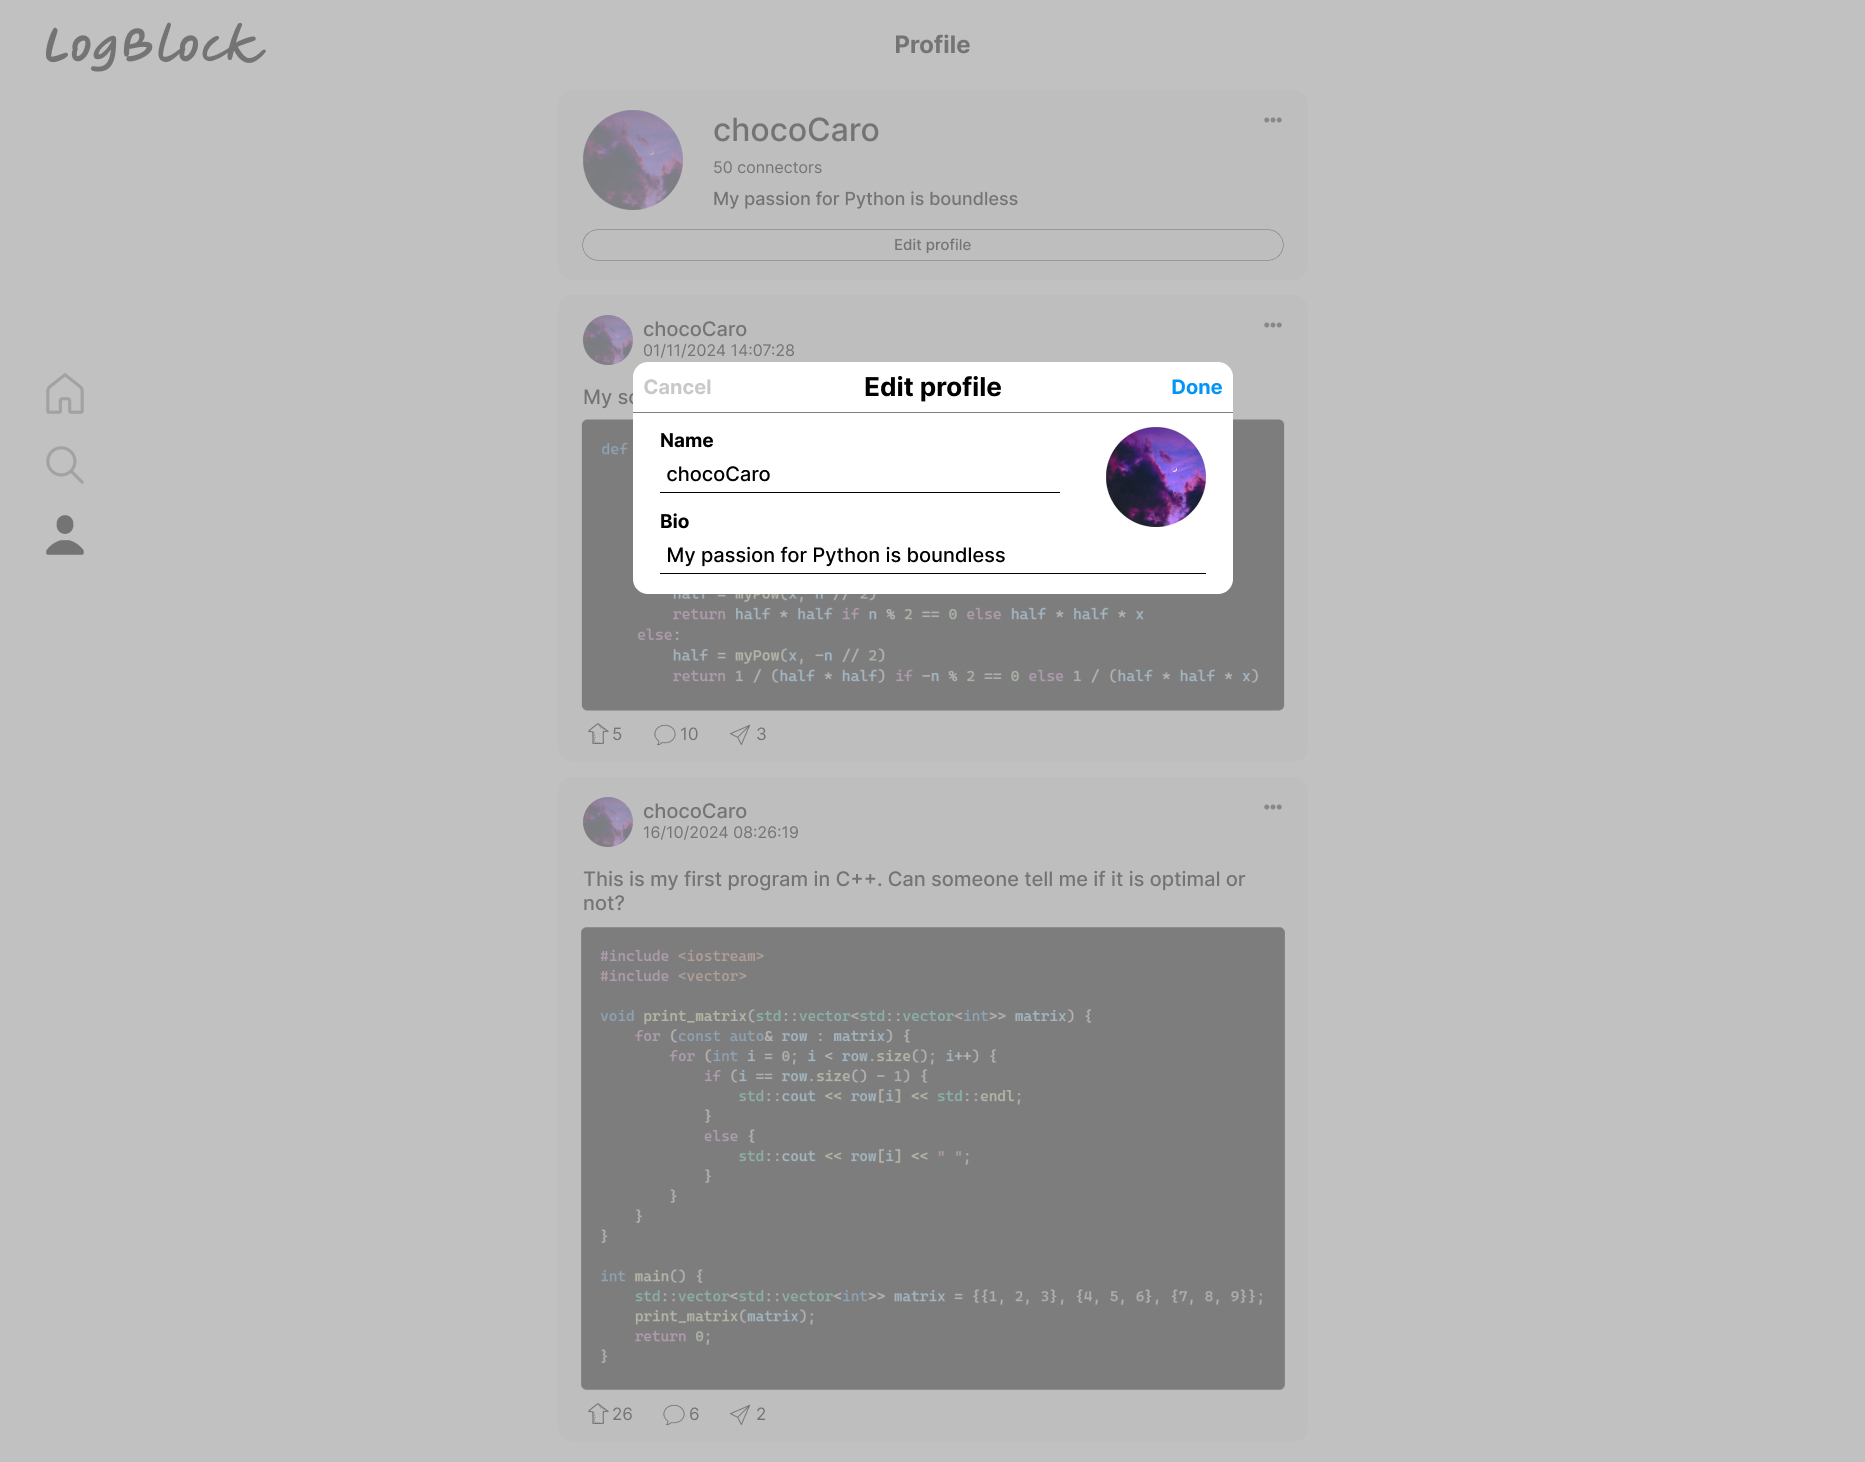 LogBlock
Profile
chocoCaro
50 connectors
My passion for Python is boundless
Edit profile
chocoCaro
01/11/2024 14:07:28
My
def
Cancel
Edit profile
Done
Name
chocoCaro
Bio
My passion for Python is boundless
half = myPow(x, n // 2)
return half * half if n % 2 == 0 else half * half * x
else:
half = myPow(x, -n // 2)
return 1 / (half * half) if -n % 2 == 0 else 1 / (half * half * x)
5 10 3
chocoCaro
16/10/2024 08:26:19
This is my first program in C++. Can someone tell me if it is optimal or
not?
#include <iostream>
#include <vector>
void print_matrix(std::vector<std::vector<int>> matrix) {
for (const auto& row : matrix) {
for (int i = 0; i < row.size(); i++) {
if (i == row.size() - 1) {
std::cout << row[i] << std::endl;
}
else {
std::cout << row[i] << " ";
}
}
}
}
int main() {
std::vector<std::vector<int>> matrix = {{1, 2, 3}, {4, 5, 6}, {7, 8, 9}};
print_matrix(matrix);
return 0;
}
26 6 2